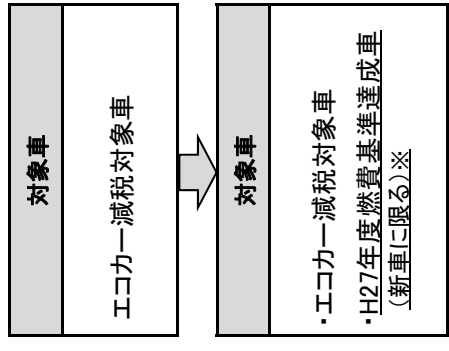 対象車
エコカー減税対象車
対象車
・エコカー減税対象車
・H27年度燃費基準達成車
(新車に限る)※